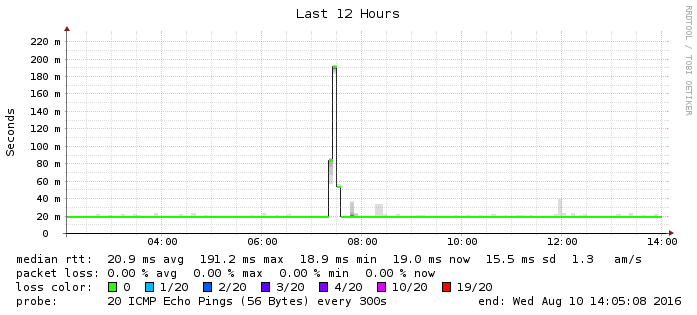 Last 12 Hours
RRDTOOL / TOBI OETIKER
Seconds
220 m
200 m
180 m
160 m
140 m
120 m
100 m
80 m
60 m
40 m
20 m
0
04:00 06:00 08:00 10:00 12:00 14:00
median rtt: 20.9 ms avg 191.2 ms max 18.9 ms min 19.0 ms now 15.5 ms sd 1.3 am/s
packet loss: 0.00 % avg 0.00 % max 0.00 % min 0.00 % now
loss color: 0 1/20 2/20 3/20 4/20 10/20 19/20
probe: 20 ICMP Echo Pings (56 Bytes) every 300s end: Wed Aug 10 14:05:08 2016